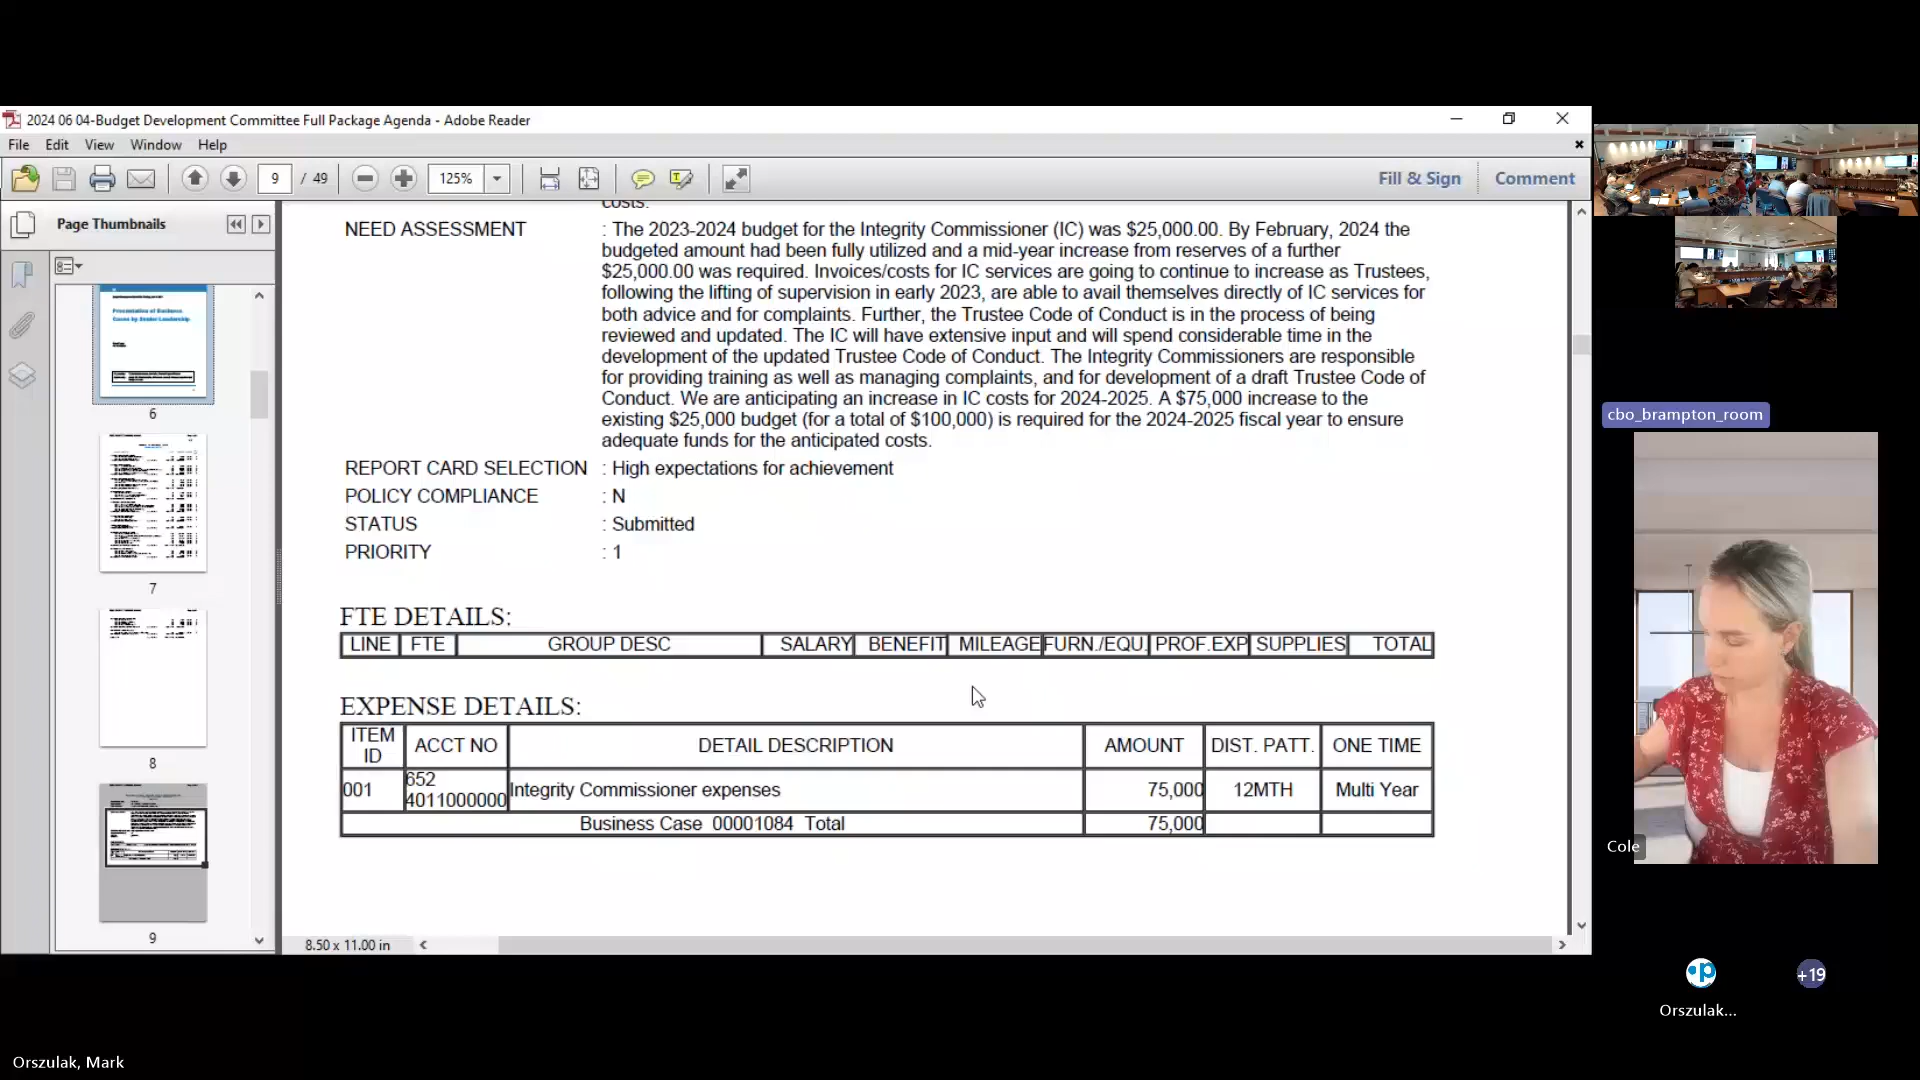 2024 06 04-Budget Development Committee Full Package Agenda - Adobe Reader
File Edit View Window Help
9 / 49 125% Fill & Sign Comment
Page Thumbnails
6
7
8
9
costs.
NEED ASSESSMENT : The 2023-2024 budget for the Integrity Commissioner (IC) was $25,000.00. By February, 2024 the
budgeted amount had been fully utilized and a mid-year increase from reserves of a further
$25,000.00 was required. Invoices/costs for IC services are going to continue to increase as Trustees,
following the lifting of supervision in early 2023, are able to avail themselves directly of IC services for
both advice and for complaints. Further, the Trustee Code of Conduct is in the process of being
reviewed and updated. The IC will have extensive input and will spend considerable time in the
development of the updated Trustee Code of Conduct. The Integrity Commissioners are responsible
for providing training as well as managing complaints, and for development of a draft Trustee Code of
Conduct. We are anticipating an increase in IC costs for 2024-2025. A $75,000 increase to the
existing $25,000 budget (for a total of $100,000) is required for the 2024-2025 fiscal year to ensure
adequate funds for the anticipated costs.
REPORT CARD SELECTION : High expectations for achievement
POLICY COMPLIANCE : N
STATUS : Submitted
PRIORITY : 1
FTE DETAILS:
LINE FTE GROUP DESC SALARY BENEFIT MILEAGE FURN./EQU. PROF.EXP SUPPLIES TOTAL
EXPENSE DETAILS:
ITEM ID ACCT NO DETAIL DESCRIPTION AMOUNT DIST. PATT. ONE TIME
001 652 4011000000 Integrity Commissioner expenses 75,000 12MTH Multi Year
Business Case 00001084 Total 75,000
8.50 x 11.00 in
cbo_brampton_room
Cole
+19
Orszulak...
Orszulak, Mark